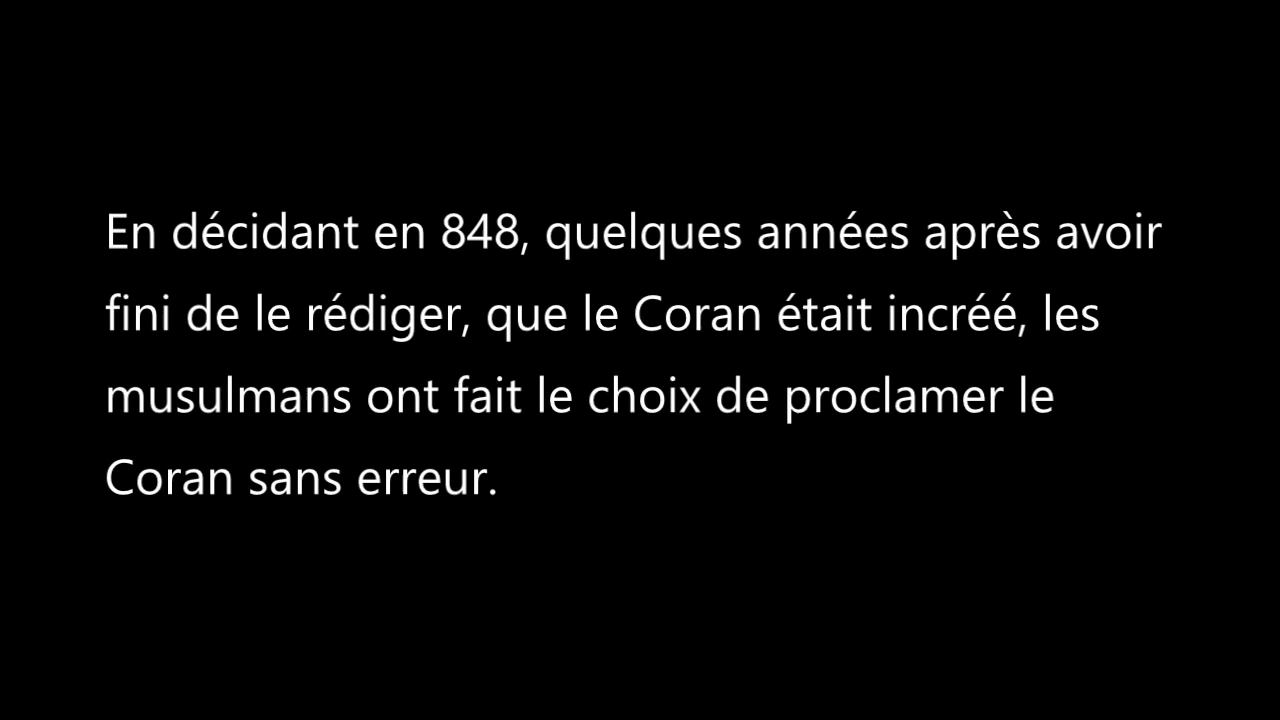 En décidant en 848, quelques années après avoir
fini de le rédiger, que le Coran était incréé, les
musulmans ont fait le choix de proclamer le
Coran sans erreur.